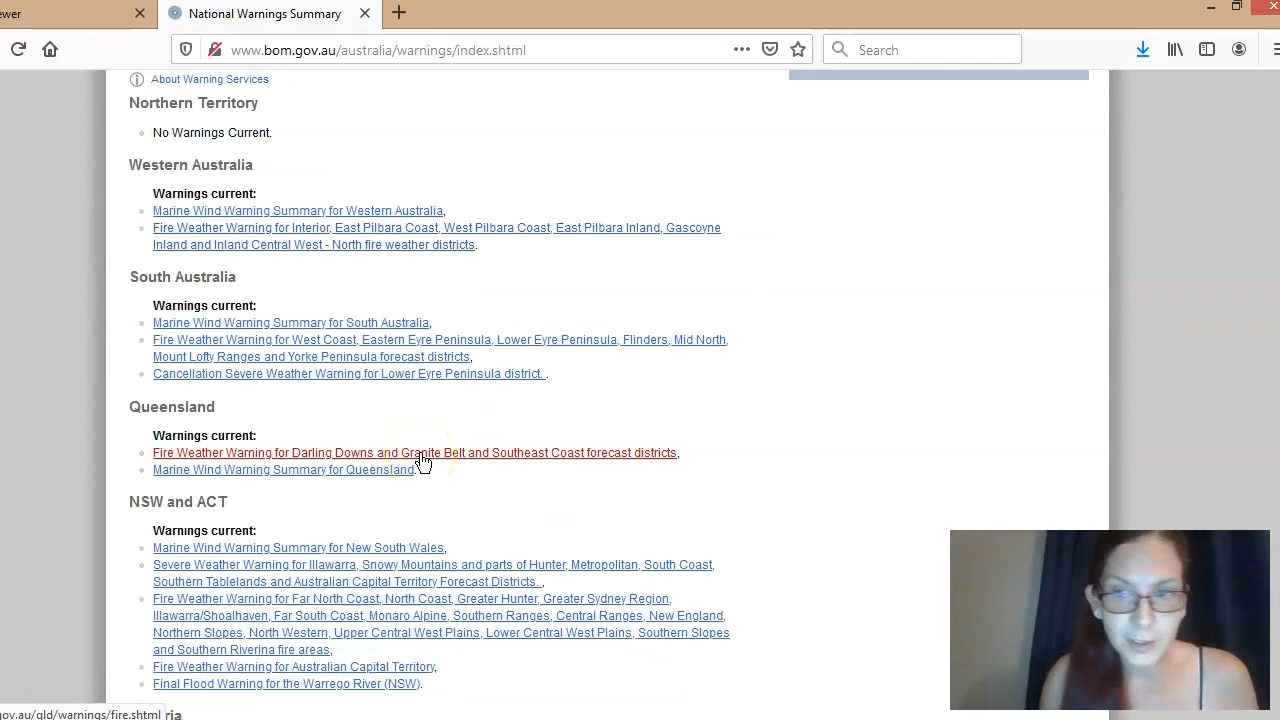 ewer
National Warnings Summary
www.bom.gov.au/australia/warnings/index.shtml
Search
About Warning Services
Northern Territory
No Warnings Current.
Western Australia
Warnings current:
Marine Wind Warning Summary for Western Australia,
Fire Weather Warning for Interior, East Pilbara Coast, West Pilbara Coast, East Pilbara Inland, Gascoyne
Inland and Inland Central West - North fire weather districts.
South Australia
Warnings current:
Marine Wind Warning Summary for South Australia,
Fire Weather Warning for West Coast, Eastern Eyre Peninsula, Lower Eyre Peninsula, Flinders, Mid North,
Mount Lofty Ranges and Yorke Peninsula forecast districts,
Cancellation Severe Weather Warning for Lower Eyre Peninsula district. .
Queensland
Warnings current:
Fire Weather Warning for Darling Downs and Granite Belt and Southeast Coast forecast districts,
Marine Wind Warning Summary for Queensland.
NSW and ACT
Warnings current:
Marine Wind Warning Summary for New South Wales,
Severe Weather Warning for Illawarra, Snowy Mountains and parts of Hunter, Metropolitan, South Coast,
Southern Tablelands and Australian Capital Territory Forecast Districts. ,
Fire Weather Warning for Far North Coast, North Coast, Greater Hunter, Greater Sydney Region,
Illawarra/Shoalhaven, Far South Coast, Monaro Alpine, Southern Ranges, Central Ranges, New England,
Northern Slopes, North Western, Upper Central West Plains, Lower Central West Plains, Southern Slopes
and Southern Riverina fire areas,
Fire Weather Warning for Australian Capital Territory,
Final Flood Warning for the Warrego River (NSW).
gov.au/qld/warnings/fire.shtml
ria